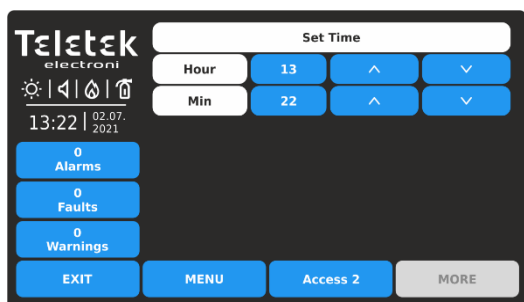 Teletek
electroni
13:22 | 02.07.
2021
0
Alarms
0
Faults
0
Warnings
EXIT
Set Time
Hour 13
Min 22
MENU
Access 2
MORE